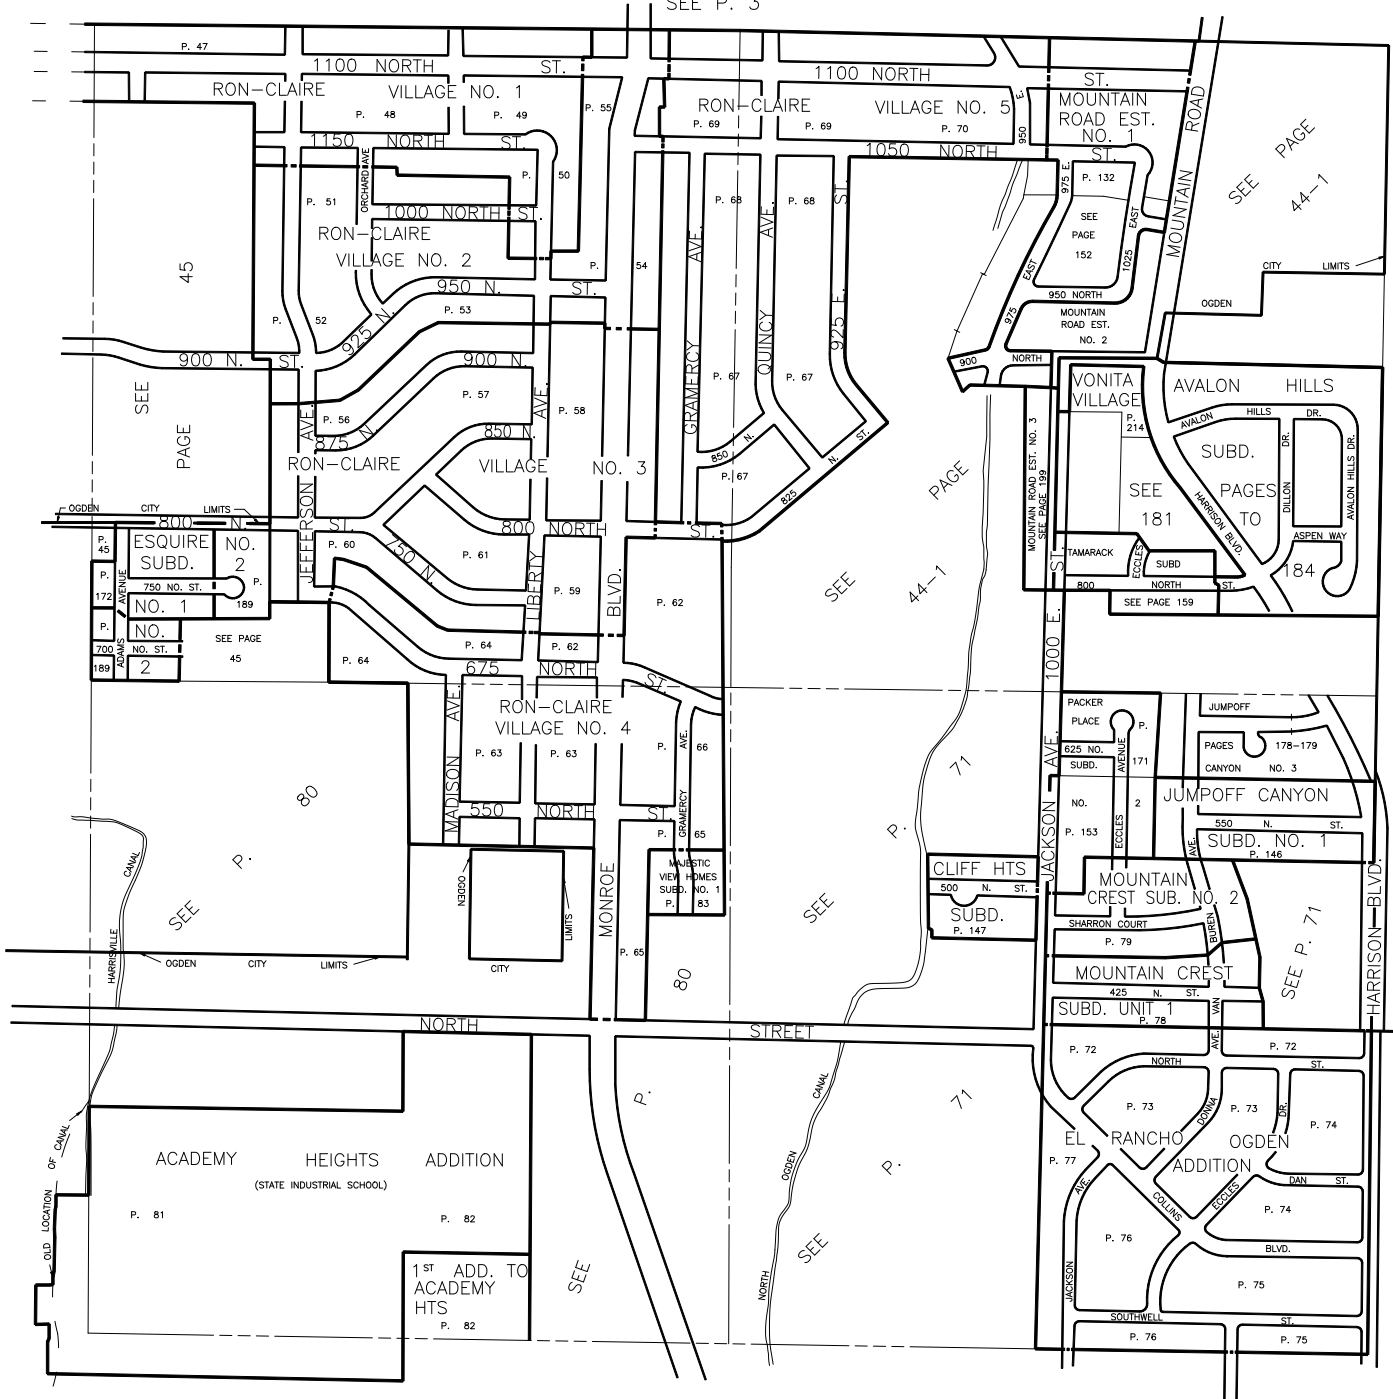 SEE P. 3
P. 47
1100 NORTH ST.
1100 NORTH ST.
RON-CLAIRE VILLAGE NO. 1
P. 48
P. 49
P. 55
RON-CLAIRE VILLAGE NO. 5
P. 69
P. 69
P. 70
950 E.
MOUNTAIN
ROAD EST.
NO. 1
MOUNTAIN ROAD
SEE PAGE 44-1
1150 NORTH ST.
1050 NORTH ST.
ORCHARD AVE
P. 50
P. 51
P. 132
975 E.
1000 NORTH ST.
P. 68
P. 68
SEE
PAGE
152
1025 EAST
RON-CLAIRE
VILLAGE NO. 2
45
P. 54
GRAMERCY AVE.
QUINCY AVE.
925 E. ST.
CITY LIMITS
OGDEN
950 N. ST.
P. 53
P. 52
925 N.
975 EAST
950 NORTH
MOUNTAIN
ROAD EST.
NO. 2
900 N. ST.
900 N.
900 NORTH
SEE PAGE
P. 57
P. 58
P. 56
875 N.
850 N.
P. 67
P. 67
P. 67
850 N.
825 N. ST.
VONITA
VILLAGE
P.
214
AVALON HILLS
AVALON HILLS DR.
SUBD.
PAGES
TO
184
DILLON DR.
AVALON HILLS DR.
ASPEN WAY
HARRISON BLVD.
SEE
181
MOUNTAIN ROAD EST. NO. 3
SEE PAGE 199
RON-CLAIRE VILLAGE NO. 3
JEFFERSON AVE.
LIBERTY AVE.
SEE PAGE 44-1
OGDEN CITY LIMITS
800 N. ST.
800 NORTH ST.
P.
45
ESQUIRE
SUBD.
NO.
2
P.
189
P.
172
750 NO. ST.
NO. 1
ADAMS AVENUE
P.
189
NO.
2
700 NO. ST.
SEE PAGE
45
P. 60
P. 61
750 N.
P. 59
P. 62
BLVD.
TAMARACK SUBD
ECCLES
800 NORTH ST.
SEE PAGE 159
P. 64
P. 64
P. 62
675 NORTH ST.
RON-CLAIRE
VILLAGE NO. 4
MADISON AVE.
P. 63
P. 63
P. 66
GRAMERCY AVE.
550 NORTH ST.
P. 65
1000 E. ST.
PACKER
PLACE
625 NO.
SUBD.
NO. 2
P. 153
P.
171
ECCLES AVENUE
JUMPOFF
PAGES 178-179
CANYON NO. 3
JUMPOFF CANYON
550 N. ST.
SUBD. NO. 1
P. 146
80
P.
SEE
71
P.
SEE
HARRISVILLE CANAL
OGDEN CITY LIMITS
OGDEN
LIMITS
CITY
MONROE
MAJESTIC
VIEW HOMES
SUBD. NO. 1
P. 83
P. 65
80
CLIFF HTS
500 N. ST.
SUBD.
P. 147
JACKSON AVE.
MOUNTAIN
CREST SUB. NO. 2
SHARRON COURT
P. 79
VAN BUREN AVE.
MOUNTAIN CREST
425 N. ST.
SUBD. UNIT 1
P. 78
SEE P. 71
HARRISON BLVD.
NORTH STREET
P. 72
P. 72
NORTH ST.
AVE.
P. 73
P. 73
P. 74
DONNA
DR.
EL RANCHO OGDEN
ADDITION
P. 77
DAN ST.
COLLINS
ECCLES
P. 74
P. 76
BLVD.
P. 75
JACKSON AVE.
SOUTHWELL ST.
P. 76
P. 75
OLD LOCATION OF CANAL
ACADEMY HEIGHTS ADDITION
(STATE INDUSTRIAL SCHOOL)
P. 81
P. 82
1ST ADD. TO
ACADEMY
HTS
P. 82
P.
SEE
NORTH OGDEN CANAL
71
P.
SEE